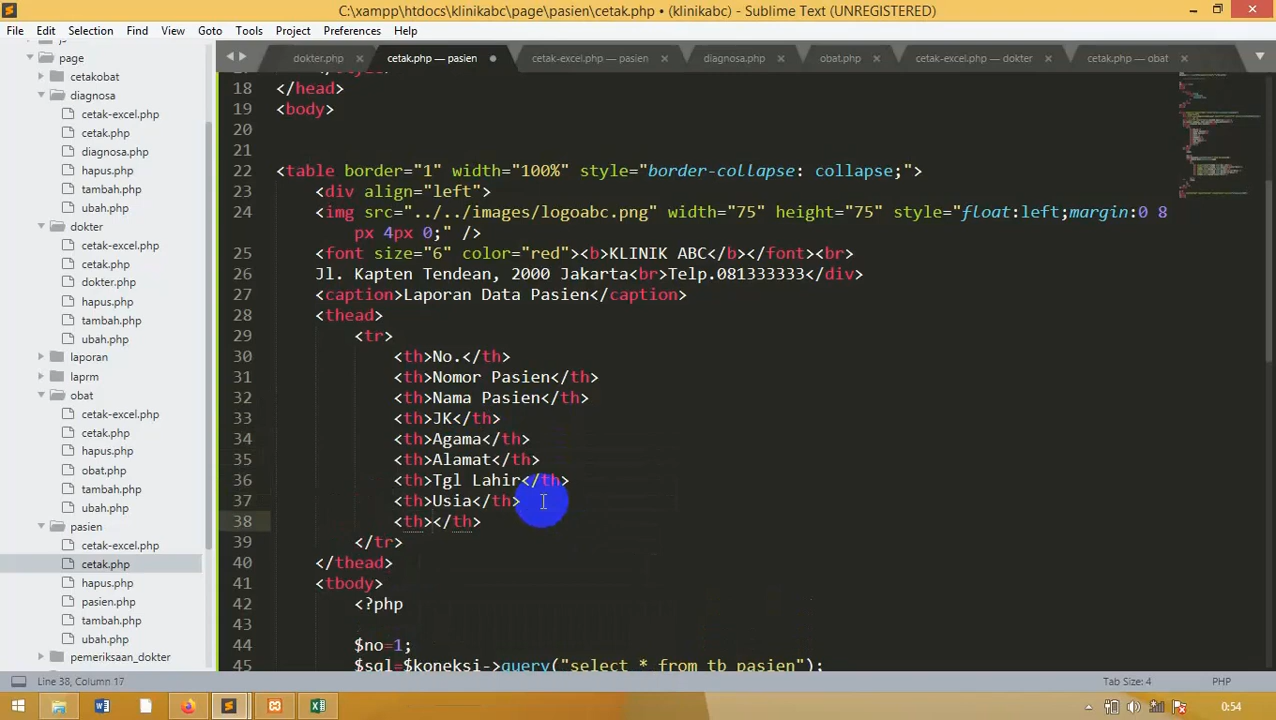 C:\xampp\htdocs\klinikabc\page\pasien\cetak.php • (klinikabc) - Sublime Text (UNREGISTERED)
File Edit Selection Find View Goto Tools Project Preferences Help
dokter.php cetak.php — pasien cetak-excel.php — pasien diagnosa.php obat.php cetak-excel.php — dokter cetak.php — obat
page
cetakobat
diagnosa
cetak-excel.php
cetak.php
diagnosa.php
hapus.php
tambah.php
ubah.php
dokter
cetak-excel.php
cetak.php
dokter.php
hapus.php
tambah.php
ubah.php
laporan
laprm
obat
cetak-excel.php
cetak.php
hapus.php
obat.php
tambah.php
ubah.php
pasien
cetak-excel.php
cetak.php
hapus.php
pasien.php
tambah.php
ubah.php
pemeriksaan_dokter
18 </head>
19 <body>
20
21
22 <table border="1" width="100%" style="border-collapse: collapse;">
23 <div align="left">
24 <img src="../../images/logoabc.png" width="75" height="75" style="float:left;margin:0 8
px 4px 0;" />
25 <font size="6" color="red"><b>KLINIK ABC</b></font><br>
26 Jl. Kapten Tendean, 2000 Jakarta<br>Telp.081333333</div>
27 <caption>Laporan Data Pasien</caption>
28 <thead>
29 <tr>
30 <th>No.</th>
31 <th>Nomor Pasien</th>
32 <th>Nama Pasien</th>
33 <th>JK</th>
34 <th>Agama</th>
35 <th>Alamat</th>
36 <th>Tgl Lahir</th>
37 <th>Usia</th>
38 <th></th>
39 </tr>
40 </thead>
41 <tbody>
42 <?php
43
44 $no=1;
45 $sql=$koneksi->query("select * from tb_pasien");
Line 38, Column 17 Tab Size: 4 PHP
0:54